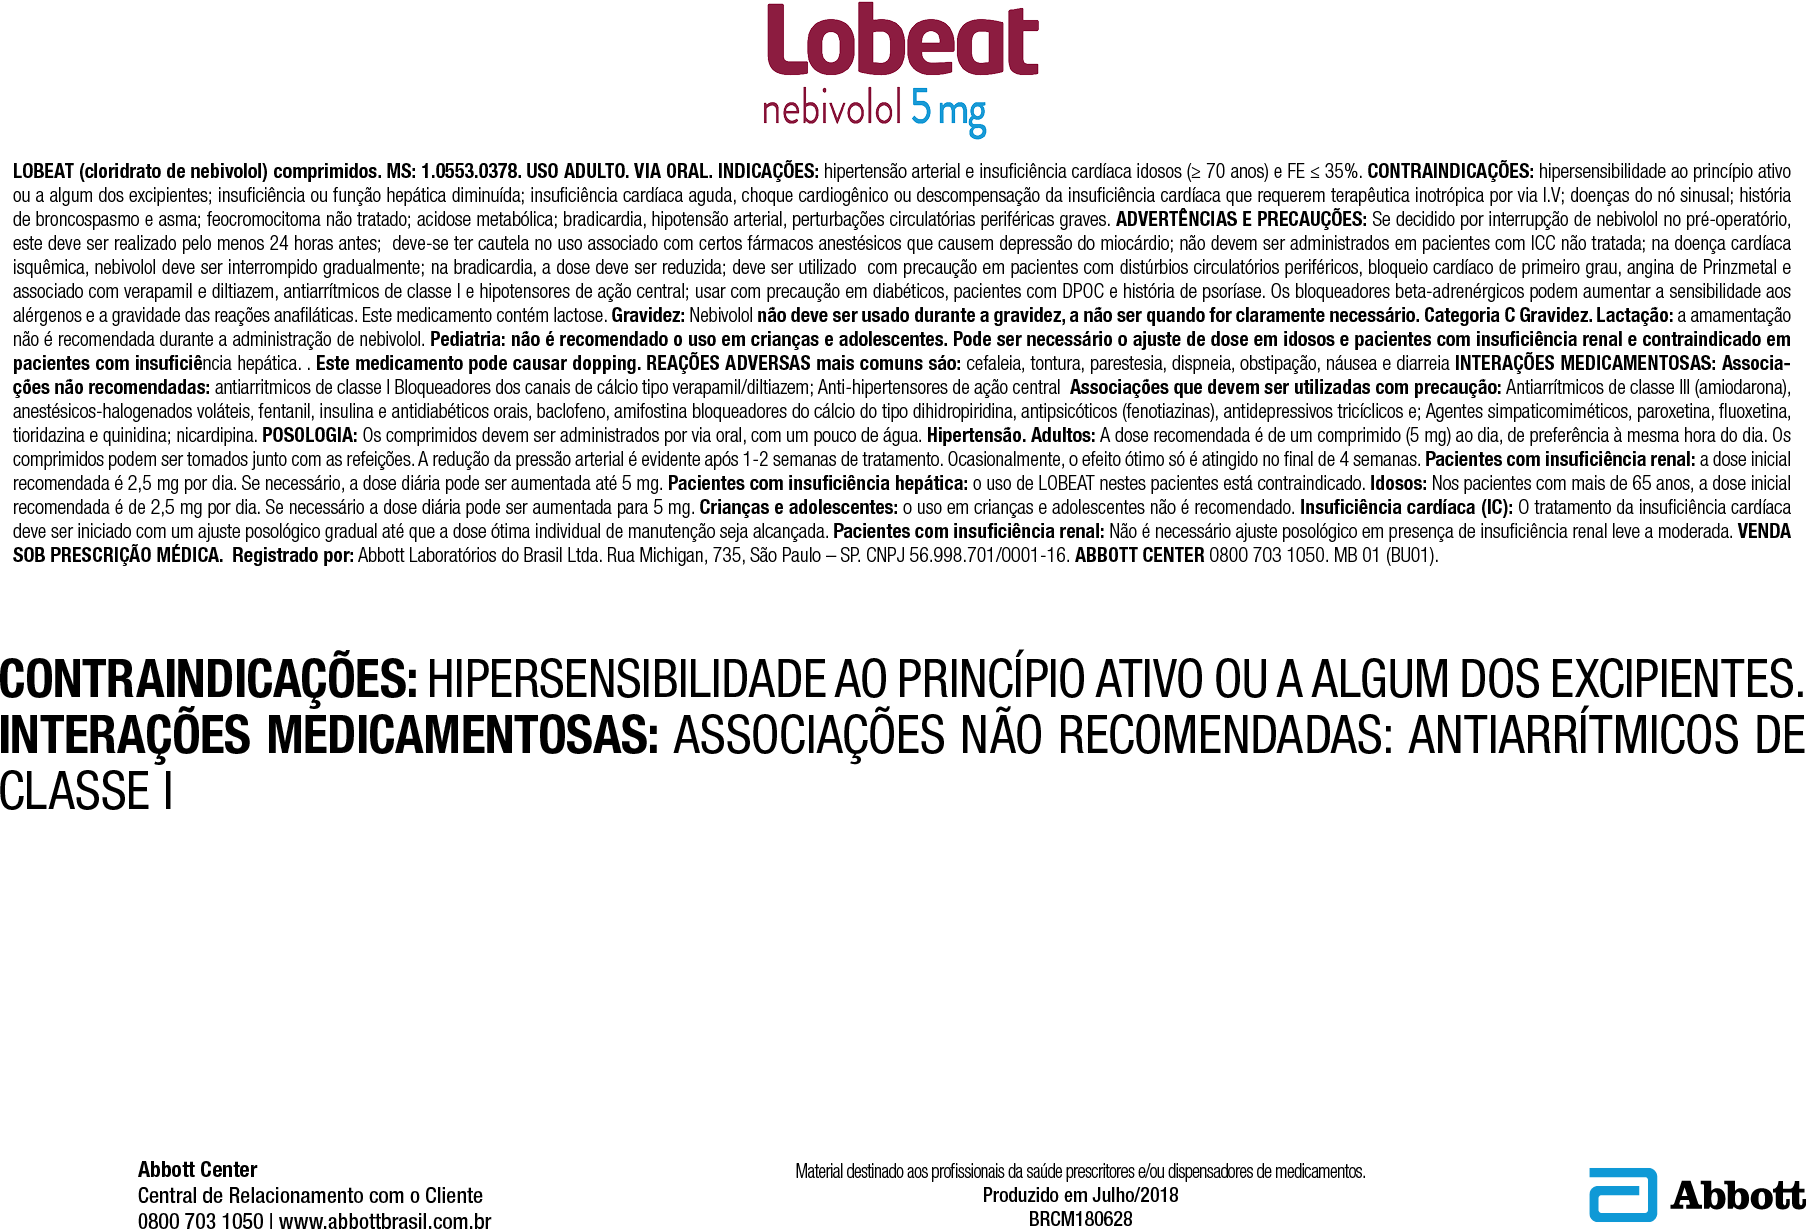 Lobeat
nebivolol 5 mg
LOBEAT (cloridrato de nebivolol) comprimidos. MS: 1.0553.0378. USO ADULTO. VIA ORAL. INDICAÇÕES: hipertensão arterial e insuficiência cardíaca idosos (≥ 70 anos) e FE ≤ 35%. CONTRAINDICAÇÕES: hipersensibilidade ao princípio ativo
ou a algum dos excipientes; insuficiência ou função hepática diminuída; insuficiência cardíaca aguda, choque cardiogênico ou descompensação da insuficiência cardíaca que requerem terapêutica inotrópica por via I.V; doenças do nó sinusal; história
de broncospasmo e asma; feocromocitoma não tratado; acidose metabólica; bradicardia, hipotensão arterial, perturbações circulatórias periféricas graves. ADVERTÊNCIAS E PRECAUÇÕES: Se decidido por interrupção de nebivolol no pré-operatório,
este deve ser realizado pelo menos 24 horas antes; deve-se ter cautela no uso associado com certos fármacos anestésicos que causem depressão do miocárdio; não devem ser administrados em pacientes com ICC não tratada; na doença cardíaca
isquêmica, nebivolol deve ser interrompido gradualmente; na bradicardia, a dose deve ser reduzida; deve ser utilizado com precaução em pacientes com distúrbios circulatórios periféricos, bloqueio cardíaco de primeiro grau, angina de Prinzmetal e
associado com verapamil e diltiazem, antiarrítmicos de classe I e hipotensores de ação central; usar com precaução em diabéticos, pacientes com DPOC e história de psoríase. Os bloqueadores beta-adrenérgicos podem aumentar a sensibilidade aos
alérgenos e a gravidade das reações anafiláticas. Este medicamento contém lactose. Gravidez: Nebivolol não deve ser usado durante a gravidez, a não ser quando for claramente necessário. Categoria C Gravidez. Lactação: a amamentação
não é recomendada durante a administração de nebivolol. Pediatria: não é recomendado o uso em crianças e adolescentes. Pode ser necessário o ajuste de dose em idosos e pacientes com insuficiência renal e contraindicado em
pacientes com insuficiência hepática. . Este medicamento pode causar dopping. REAÇÕES ADVERSAS mais comuns sáo: cefaleia, tontura, parestesia, dispneia, obstipação, náusea e diarreia INTERAÇÕES MEDICAMENTOSAS: Associa-
ções não recomendadas: antiarritmicos de classe I Bloqueadores dos canais de cálcio tipo verapamil/diltiazem; Anti-hipertensores de ação central Associações que devem ser utilizadas com precaução: Antiarrítmicos de classe III (amiodarona),
anestésicos-halogenados voláteis, fentanil, insulina e antidiabéticos orais, baclofeno, amifostina bloqueadores do cálcio do tipo dihidropiridina, antipsicóticos (fenotiazinas), antidepressivos tricíclicos e; Agentes simpaticomiméticos, paroxetina, fluoxetina,
tioridazina e quinidina; nicardipina. POSOLOGIA: Os comprimidos devem ser administrados por via oral, com um pouco de água. Hipertensão. Adultos: A dose recomendada é de um comprimido (5 mg) ao dia, de preferência à mesma hora do dia. Os
comprimidos podem ser tomados junto com as refeições. A redução da pressão arterial é evidente após 1-2 semanas de tratamento. Ocasionalmente, o efeito ótimo só é atingido no final de 4 semanas. Pacientes com insuficiência renal: a dose inicial
recomendada é 2,5 mg por dia. Se necessário, a dose diária pode ser aumentada até 5 mg. Pacientes com insuficiência hepática: o uso de LOBEAT nestes pacientes está contraindicado. Idosos: Nos pacientes com mais de 65 anos, a dose inicial
recomendada é de 2,5 mg por dia. Se necessário a dose diária pode ser aumentada para 5 mg. Crianças e adolescentes: o uso em crianças e adolescentes não é recomendado. Insuficiência cardíaca (IC): O tratamento da insuficiência cardíaca
deve ser iniciado com um ajuste posológico gradual até que a dose ótima individual de manutenção seja alcançada. Pacientes com insuficiência renal: Não é necessário ajuste posológico em presença de insuficiência renal leve a moderada. VENDA
SOB PRESCRIÇÃO MÉDICA. Registrado por: Abbott Laboratórios do Brasil Ltda. Rua Michigan, 735, São Paulo – SP. CNPJ 56.998.701/0001-16. ABBOTT CENTER 0800 703 1050. MB 01 (BU01).
CONTRAINDICAÇÕES: HIPERSENSIBILIDADE AO PRINCÍPIO ATIVO OU A ALGUM DOS EXCIPIENTES.
INTERAÇÕES MEDICAMENTOSAS: ASSOCIAÇÕES NÃO RECOMENDADAS: ANTIARRÍTMICOS DE
CLASSE I
Abbott Center
Central de Relacionamento com o Cliente
0800 703 1050 | www.abbottbrasil.com.br
Material destinado aos profissionais da saúde prescritores e/ou dispensadores de medicamentos.
Produzido em Julho/2018
BRCM180628
Abbott